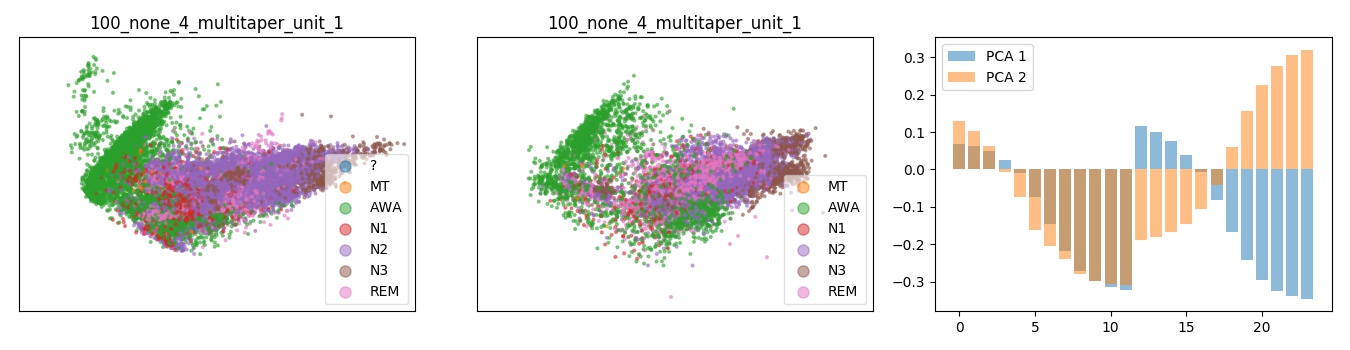 100_none_4_multitaper_unit_1
?
MT
AWA
N1
N2
N3
REM
100_none_4_multitaper_unit_1
MT
AWA
N1
N2
N3
REM
PCA 1
PCA 2
0.3
0.2
0.1
0.0
−0.1
−0.2
−0.3
0
5
10
15
20